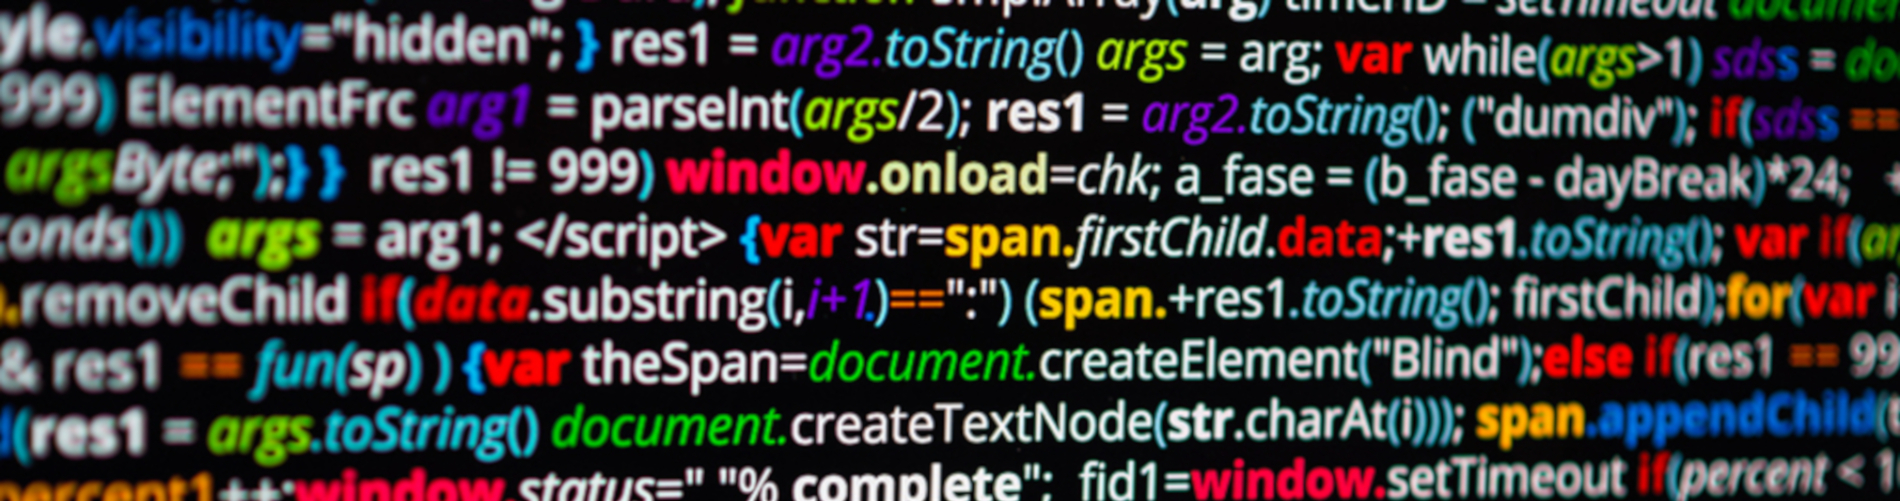 yle.visibility="hidden"; } res1 = arg2.toString() args = arg; var while(args>1) sdss = do
999) ElementFrc arg1 = parseInt(args/2); res1 = arg2.toString(); ("dumdiv"); if(sdss ==
argsByte;");} } res1 != 999) window.onload=chk; a_fase = (b_fase - dayBreak)*24;
conds()) args = arg1; </script> {var str=span.firstChild.data;+res1.toString(); var if(ar
.removeChild if(data.substring(i,i+1.)==":") (span.+res1.toString(); firstChild);for(var i
& res1 == fun(sp) ) {var theSpan=document.createElement("Blind");else if(res1 == 99
(res1 = args.toString() document.createTextNode(str.charAt(i))); span.appendChild(
percent1++;window.status=" "% complete"; fid1=window.setTimeout if(percent < 1